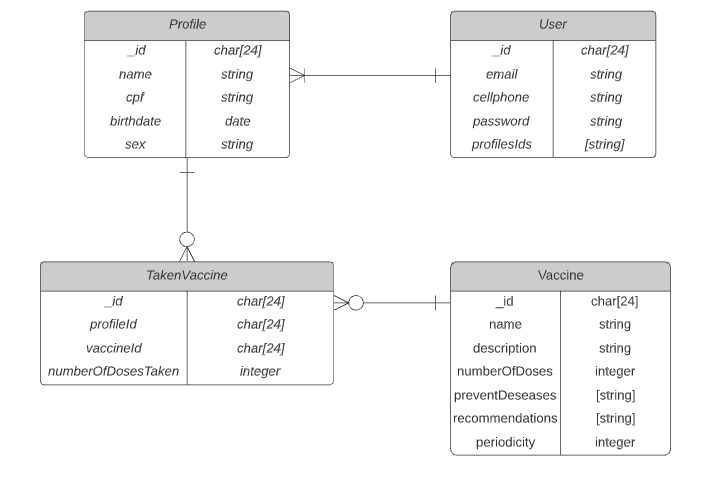 Profile
_id char[24]
name string
cpf string
birthdate date
sex string
User
_id char[24]
email string
cellphone string
password string
profilesIds [string]
TakenVaccine
_id char[24]
profileId char[24]
vaccineId char[24]
numberOfDosesTaken integer
Vaccine
_id char[24]
name string
description string
numberOfDoses integer
preventDeseases [string]
recommendations [string]
periodicity integer